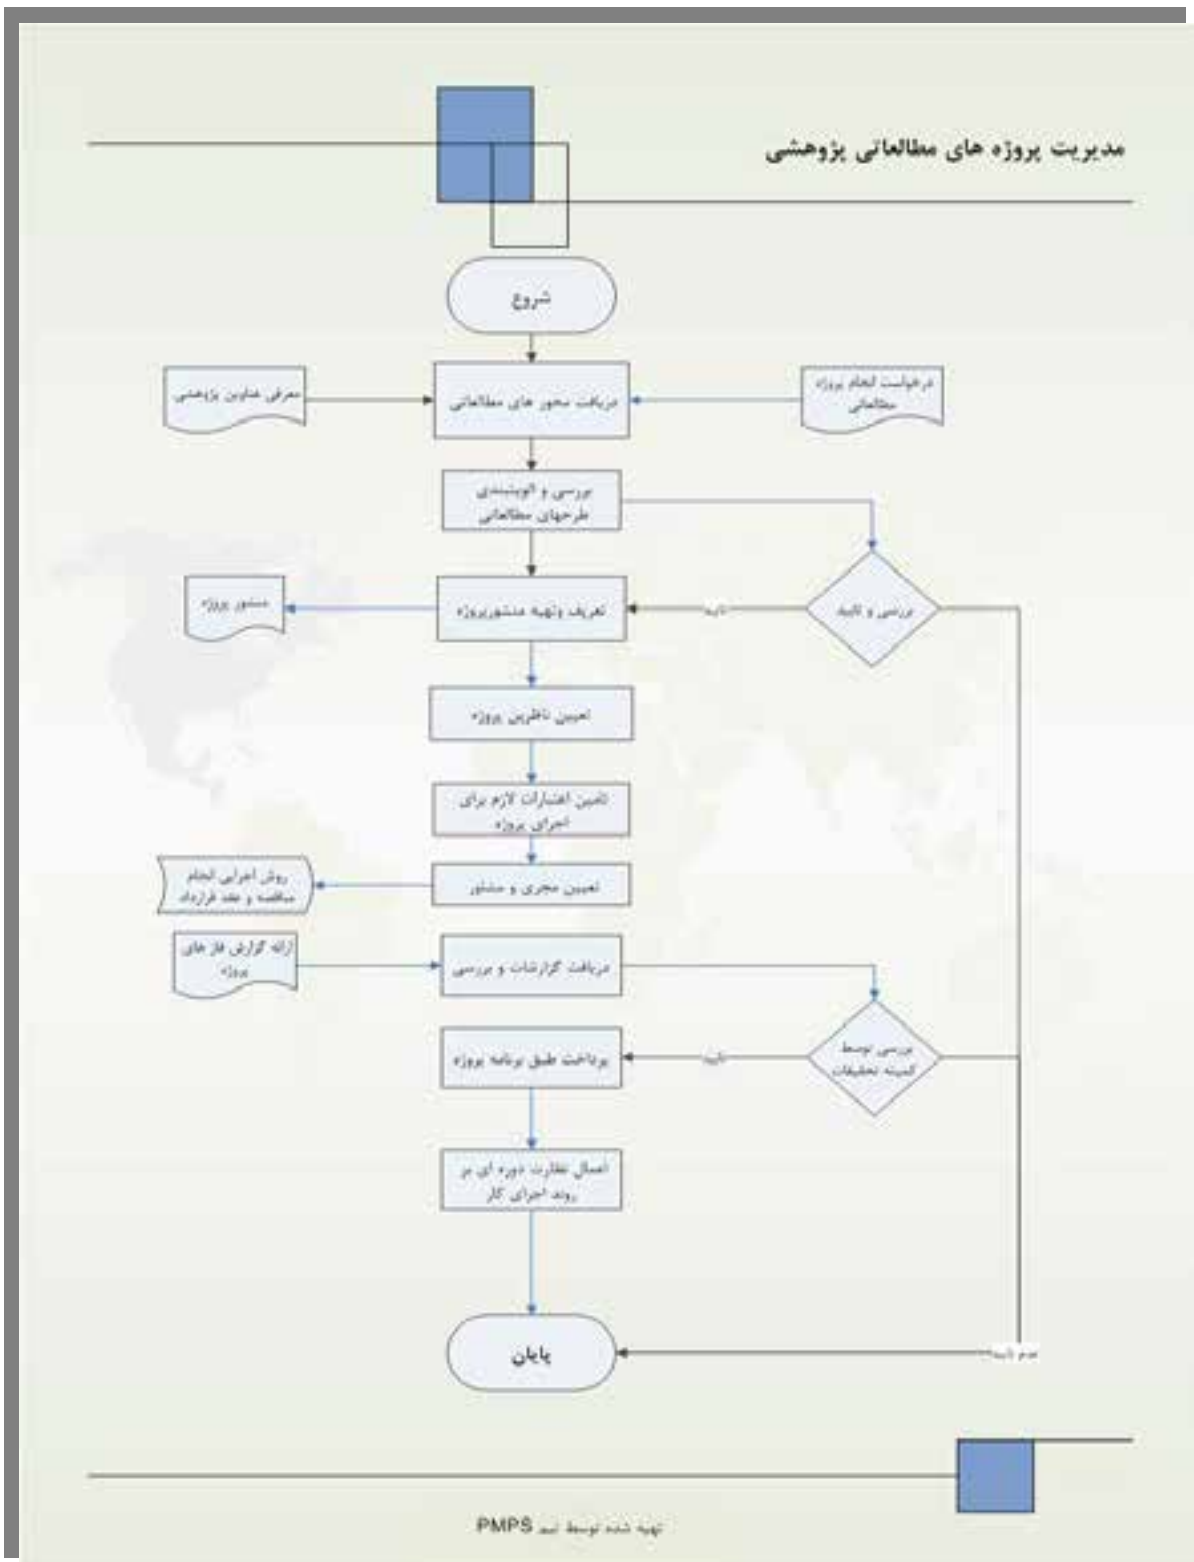 مدیریت پروژه های مطالعاتی پژوهشی
شروع
درخواست انجام پروژه
مطالعاتی
دریافت محور های مطالعاتی
معرفی عناوین پژوهشی
بررسی و الویتبندی
طرحهای مطالعاتی
بررسی و تایید
تایید
تعریف وتهیه منشورپروژه
منشور پروژه
تعیین ناظرین پروژه
تامین اعتبارات لازم برای
اجرای پروژه
تعیین مجری و مشاور
روش اجرایی انجام
مناقصه و عقد قرارداد
ارائه گزارش فاز های
پروژه
دریافت گزارشات و بررسی
بررسی توسط
کمیته تحقیقات
تایید
پرداخت طبق برنامه پروژه
اعمال نظارت دوره ای بر
روند اجرای کار
عدم تایید
پایان
تهیه شده توسط تیم PMPS